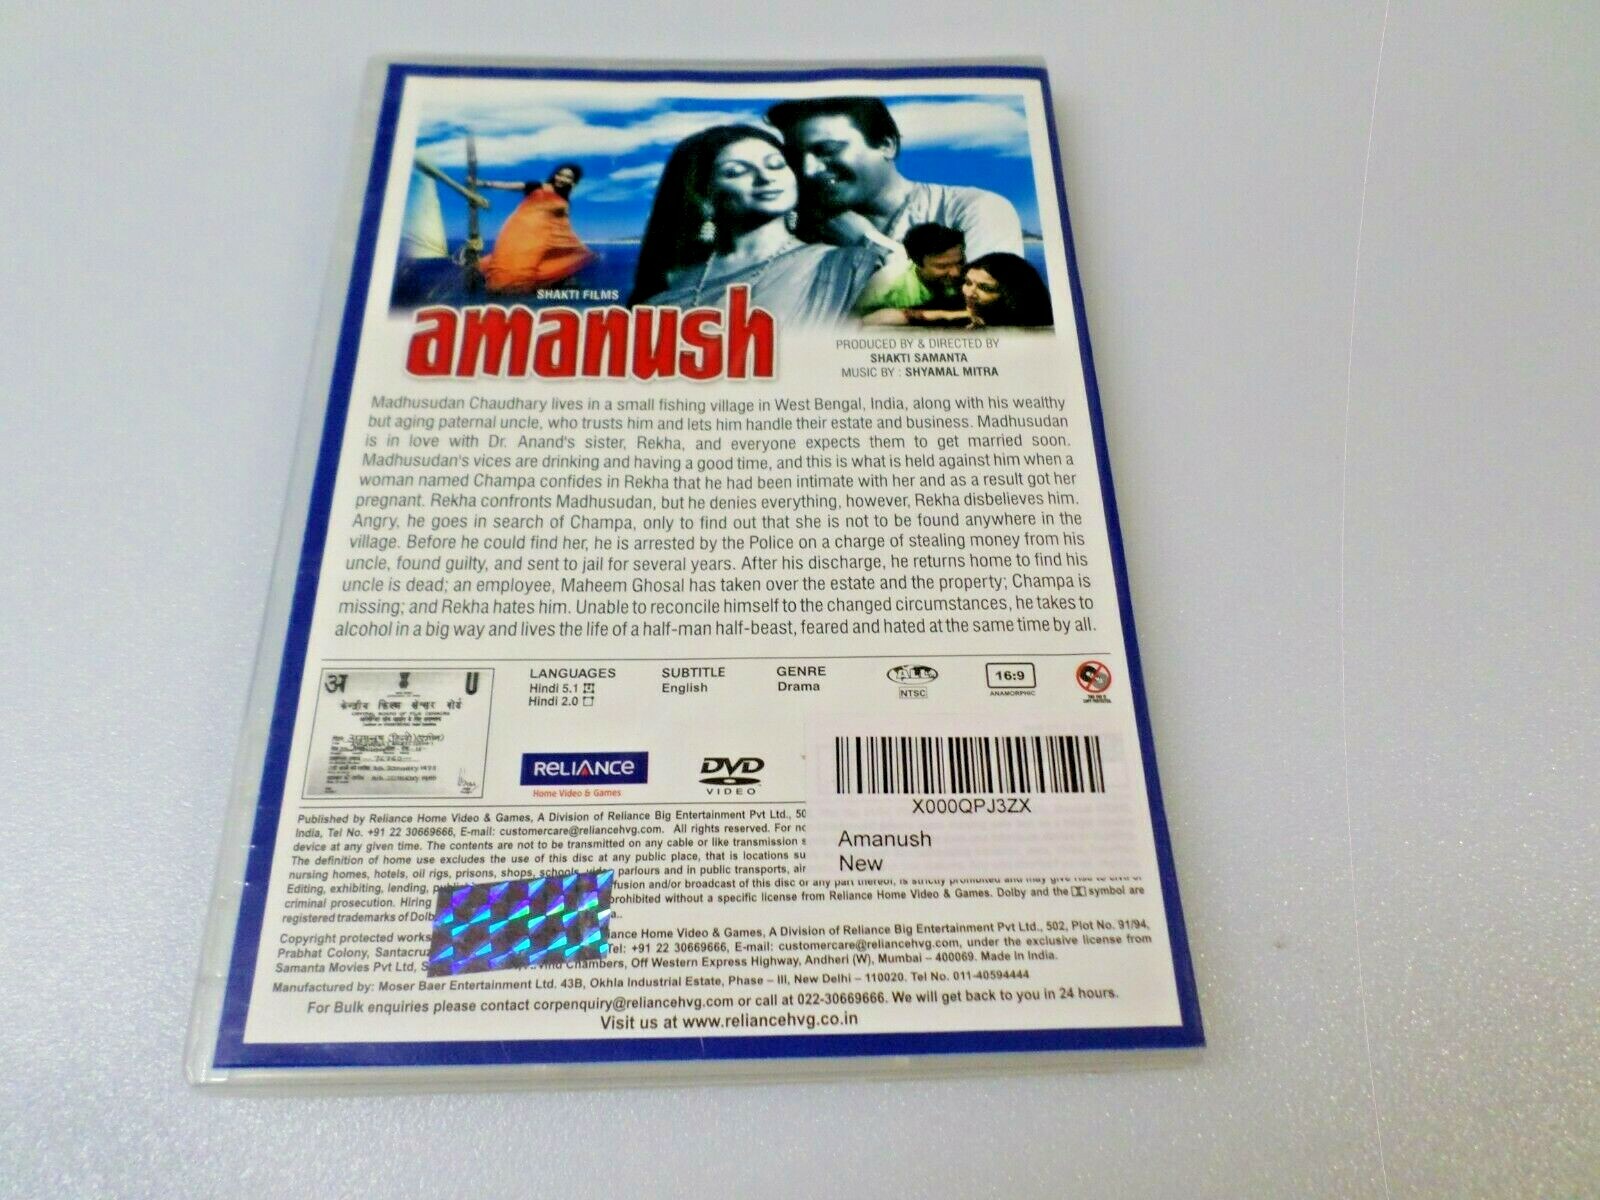 SHAKTI FILMS
amanush
PRODUCED BY & DIRECTED BY
SHAKTI SAMANTA
MUSIC BY : SHYAMAL MITRA
Madhusudan Chaudhary lives in a small fishing village in West Bengal, India, along with his wealthy
but aging paternal uncle, who trusts him and lets him handle their estate and business. Madhusudan
is in love with Dr. Anand's sister, Rekha, and everyone expects them to get married soon.
Madhusudan's vices are drinking and having a good time, and this is what is held against him when a
woman named Champa confides in Rekha that he had been intimate with her and as a result got her
pregnant. Rekha confronts Madhusudan, but he denies everything, however, Rekha disbelieves him.
Angry, he goes in search of Champa, only to find out that she is not to be found anywhere in the
village. Before he could find her, he is arrested by the Police on a charge of stealing money from his
uncle, found guilty, and sent to jail for several years. After his discharge, he returns home to find his
uncle is dead; an employee, Maheem Ghosal has taken over the estate and the property; Champa is
missing; and Rekha hates him. Unable to reconcile himself to the changed circumstances, he takes to
alcohol in a big way and lives the life of a half-man half-beast, feared and hated at the same time by all.
अ U
केन्द्रीय फिल्म सेन्सर बोर्ड
LANGUAGES
Hindi 5.1
Hindi 2.0
SUBTITLE
English
GENRE
Drama
ALL
NTSC
16:9
ANAMORPHIC
RELIANCE
Home Video & Games
DVD
VIDEO
X000QPJ3ZX
Amanush
New
Published by Reliance Home Video & Games, A Division of Reliance Big Entertainment Pvt Ltd., 50
India, Tel No. +91 22 30669666, E-mail: customercare@reliancehvg.com. All rights reserved. For
device at any given time. The contents are not to be transmitted on any cable or like transmission
The definition of home use excludes the use of this disc at any public place, that is locations su
nursing homes, hotels, oil rigs, prisons, shops, schools, video parlours and in public transports, air
Editing, exhibiting, lending, fusion and/or broadcast of this disc or any part thereof, is strictly prohibited and may give rise to civil or
criminal prosecution. Hiring prohibited without a specific license from Reliance Home Video & Games. Dolby and the symbol are
registered trademarks of Dolb
Copyright protected works ance Home Video & Games, A Division of Reliance Big Entertainment Pvt Ltd., 502, Plot No. 91/94,
Prabhat Colony, Santacruz Tel: +91 22 30669666, E-mail: customercare@reliancehvg.com, under the exclusive license from
Samanta Movies Pvt Ltd, Chambers, Off Western Express Highway, Andheri (W), Mumbai – 400069. Made in India.
Manufactured by: Moser Baer Entertainment Ltd. 43B, Okhla Industrial Estate, Phase – III, New Delhi – 110020. Tel No. 011-40594444
For Bulk enquiries please contact corpenquiry@reliancehvg.com or call at 022-30669666. We will get back to you in 24 hours.
Visit us at www.reliancehvg.co.in